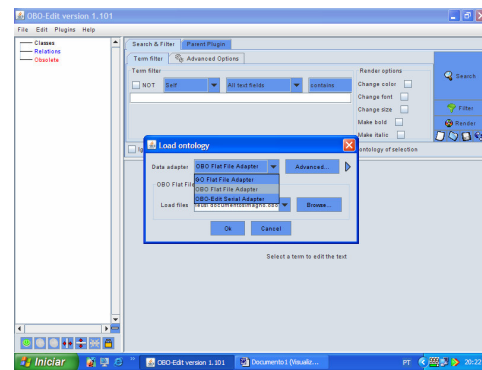 OBO-Edit version 1.101
File Edit Plugins Help
Classes
Relations
Obsolete
Search & Filter Parent Plugin
Term filter Advanced Options
Term filter
NOT Self All text fields contains
Render options
Change color
Change font
Change size
Make bold
Make italic
Search
Filter
Render
ontology of selection
Load ontology
Data adapter OBO Flat File Adapter Advanced...
GO Flat File Adapter
OBO Flat File Adapter
OBO-Edit Serial Adapter
OBO Flat File
Load files Browse...
Ok Cancel
Select a term to edit the text
Iniciar
OBO-Edit version 1.101
Documento1 (Visualiz...
PT
20:22